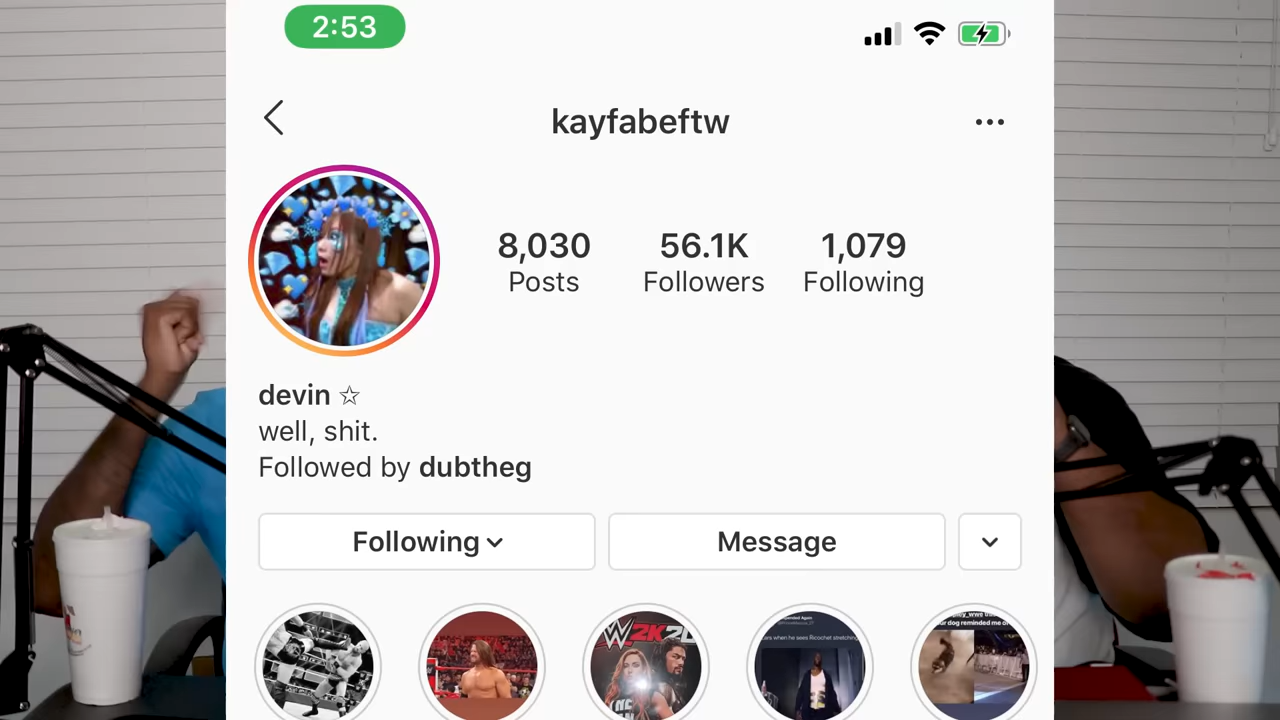 2:53
kayfabeftw
8,030
Posts
56.1K
Followers
1,079
Following
devin ☆
well, shit.
Followed by dubtheg
Following
Message
W2K20